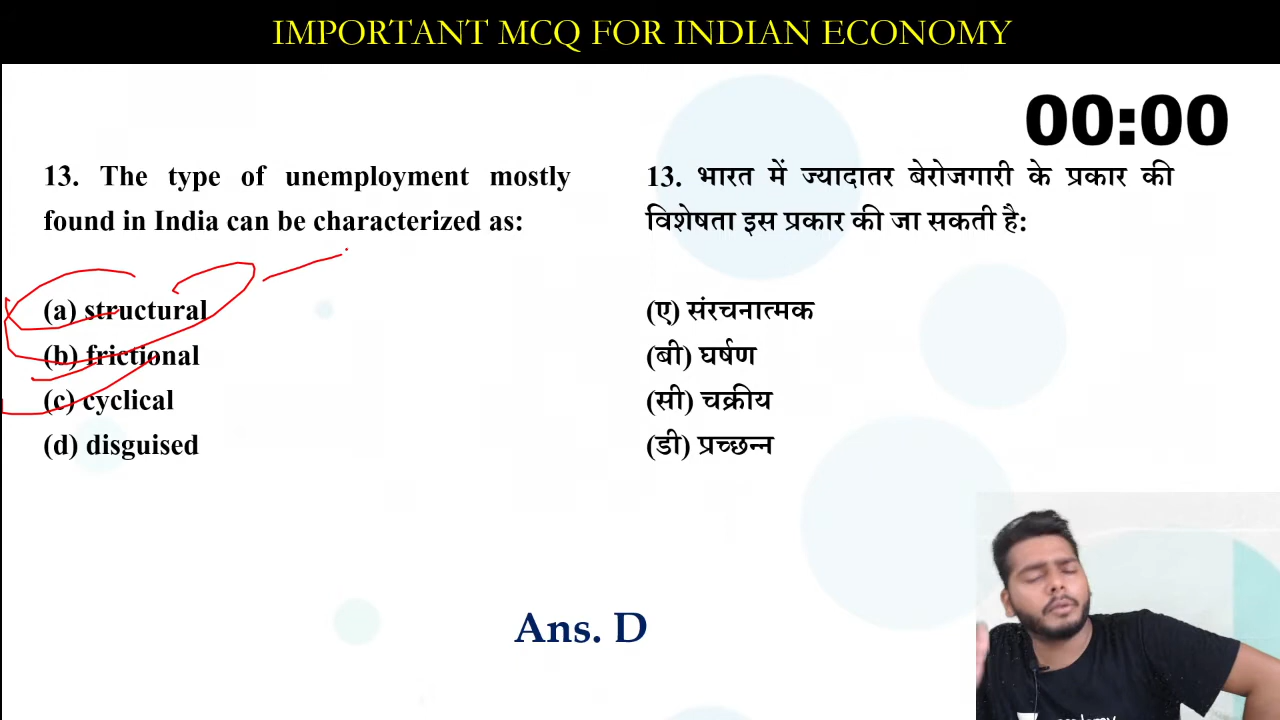 IMPORTANT MCQ FOR INDIAN ECONOMY
00:00
13. The type of unemployment mostly
found in India can be characterized as:
(a) structural
(b) frictional
(c) cyclical
(d) disguised
13. भारत में ज्यादातर बेरोजगारी के प्रकार की
विशेषता इस प्रकार की जा सकती है:
(ए) संरचनात्मक
(बी) घर्षण
(सी) चक्रीय
(डी) प्रच्छन्न
Ans. D